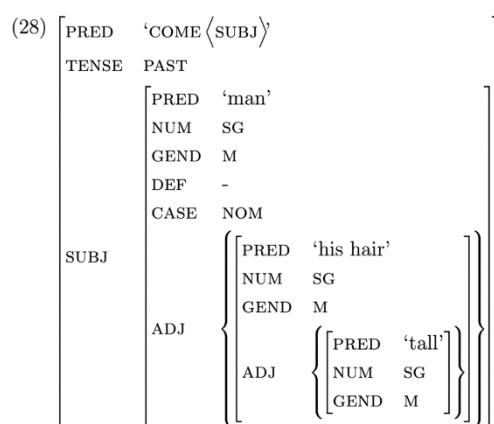 (28) PRED ‘COME⟨SUBJ⟩’
TENSE PAST
PRED ‘man’
NUM SG
GEND M
DEF -
CASE NOM
PRED ‘his hair’
SUBJ
NUM SG
GEND M
ADJ
PRED ‘tall’
ADJ NUM SG
GEND M